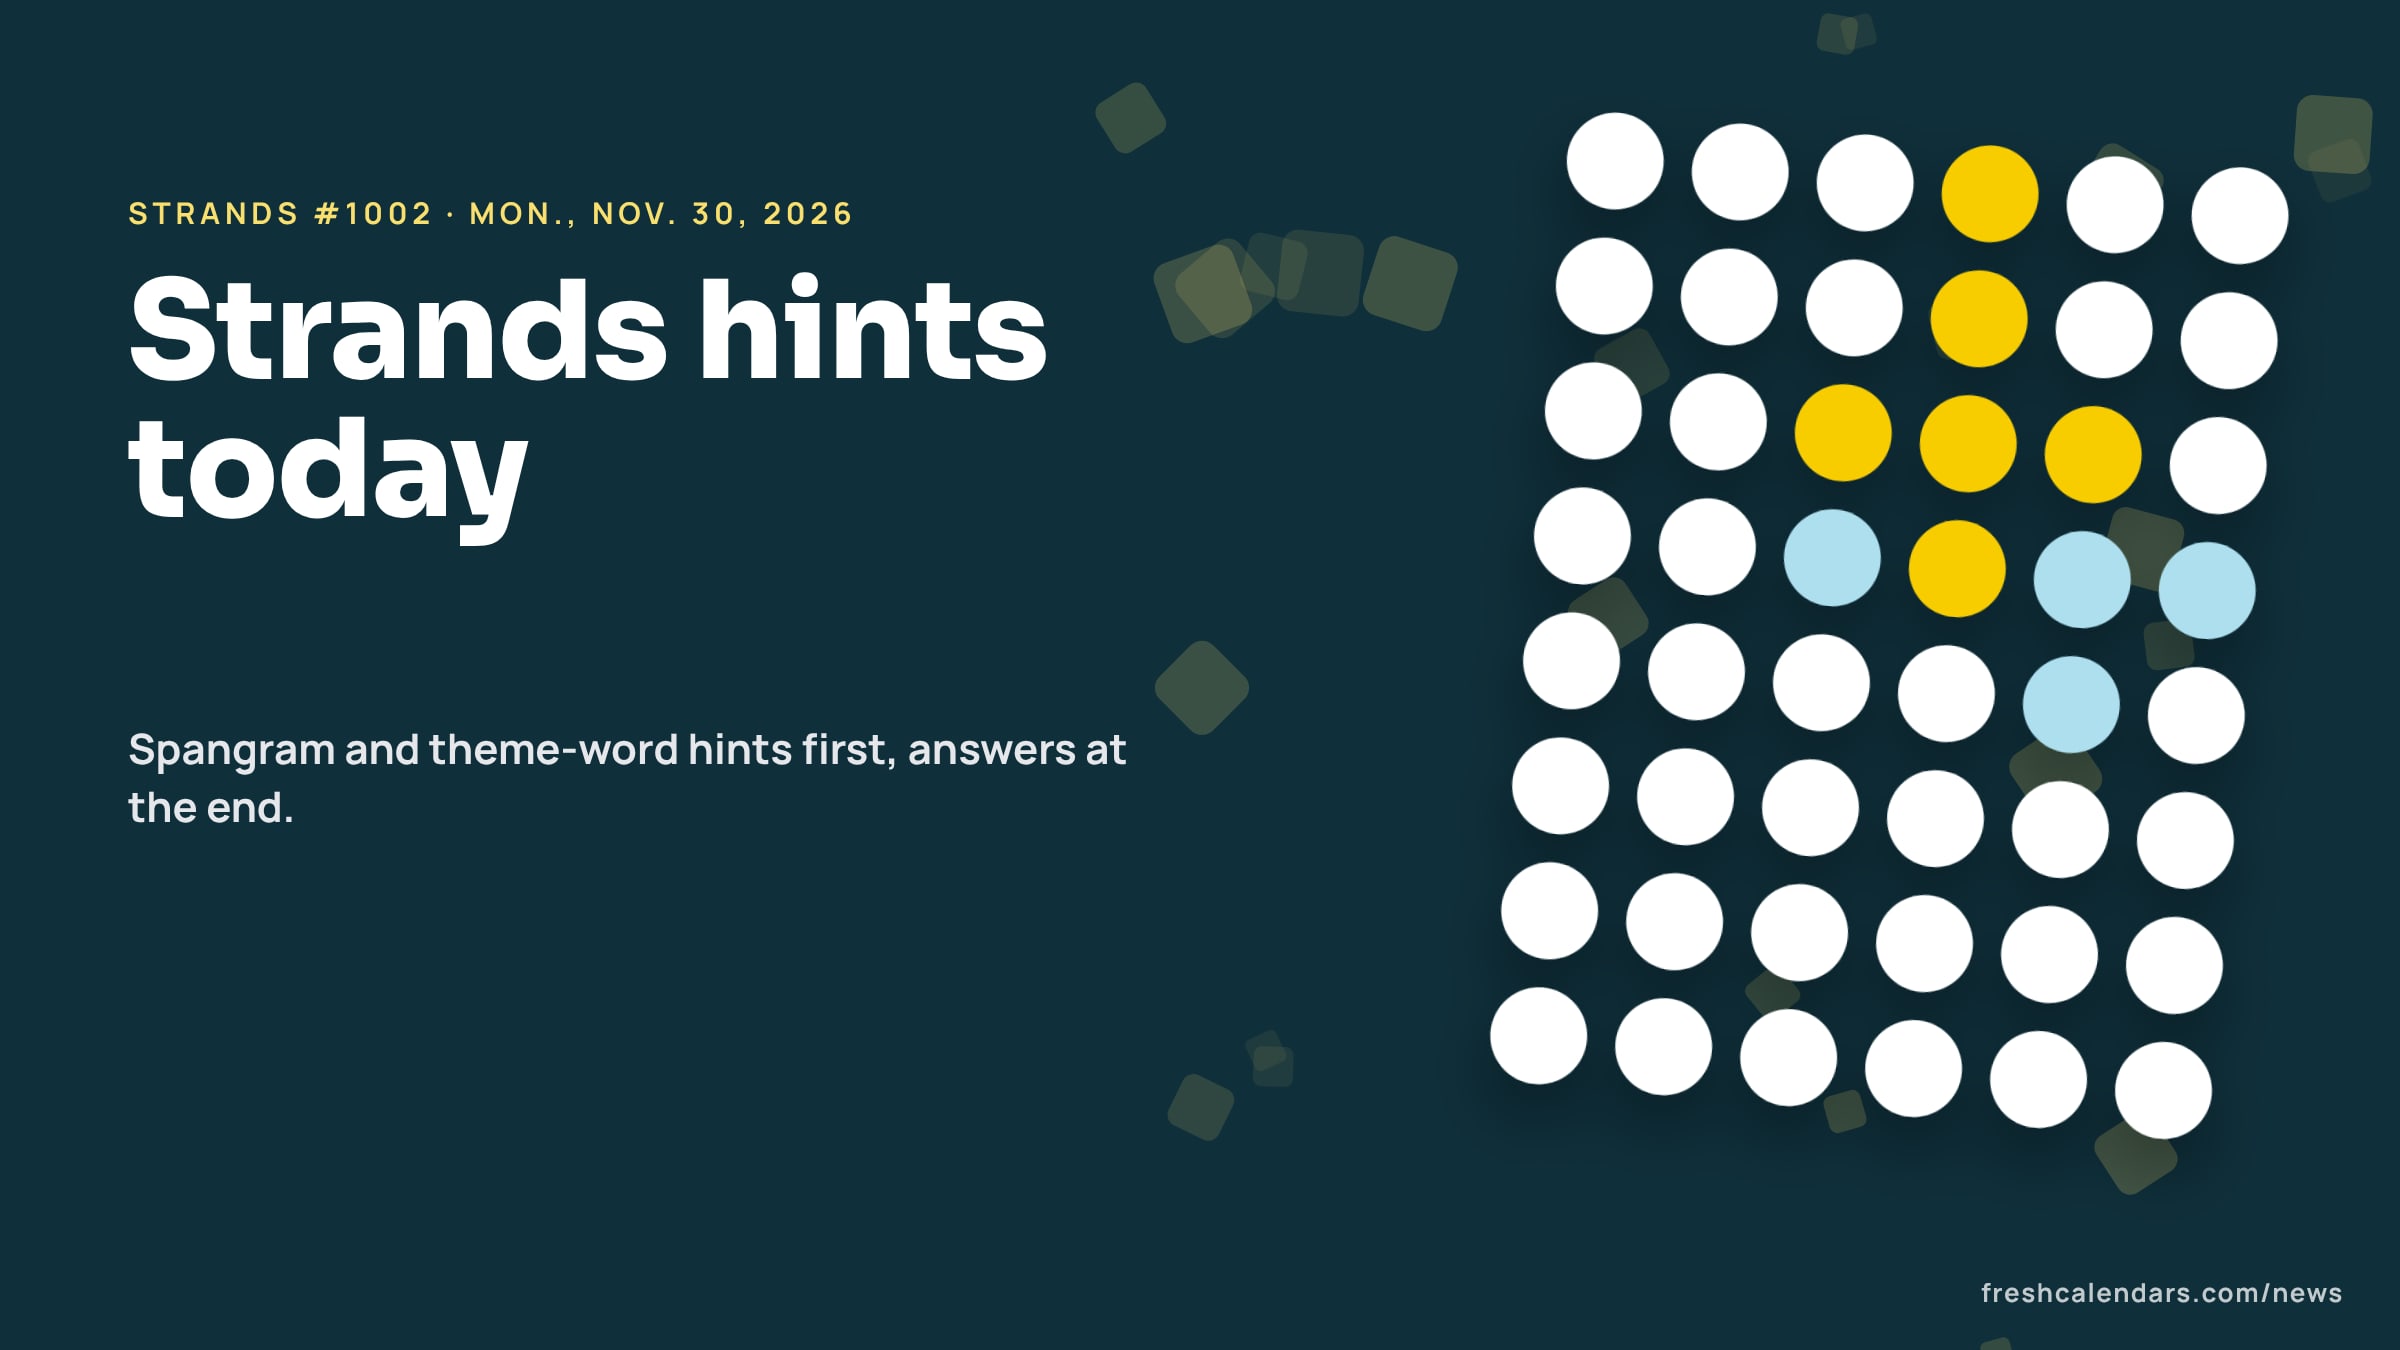 STRANDS #1002 · MON., NOV. 30, 2026
Strands hints
today
Spangram and theme-word hints first, answers at
the end.
freshcalendars.com/news